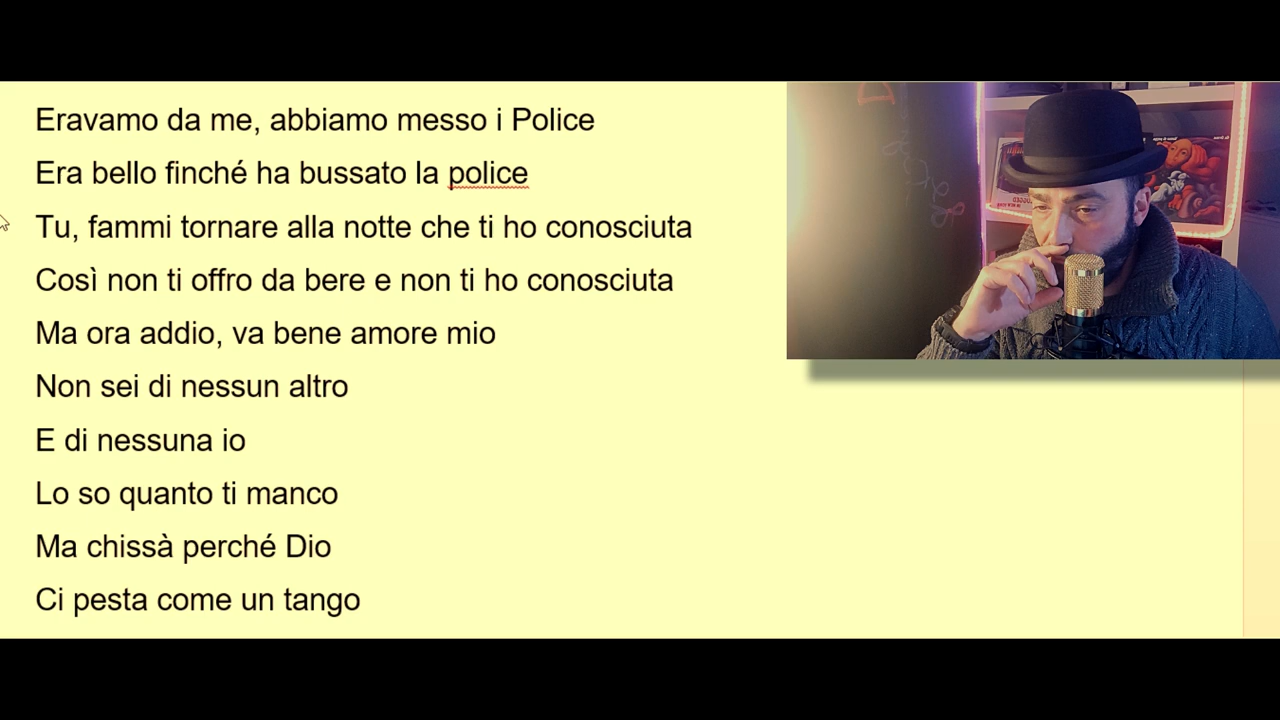 Eravamo da me, abbiamo messo i Police
Era bello finché ha bussato la police
Tu, fammi tornare alla notte che ti ho conosciuta
Così non ti offro da bere e non ti ho conosciuta
Ma ora addio, va bene amore mio
Non sei di nessun altro
E di nessuna io
Lo so quanto ti manco
Ma chissà perché Dio
Ci pesta come un tango